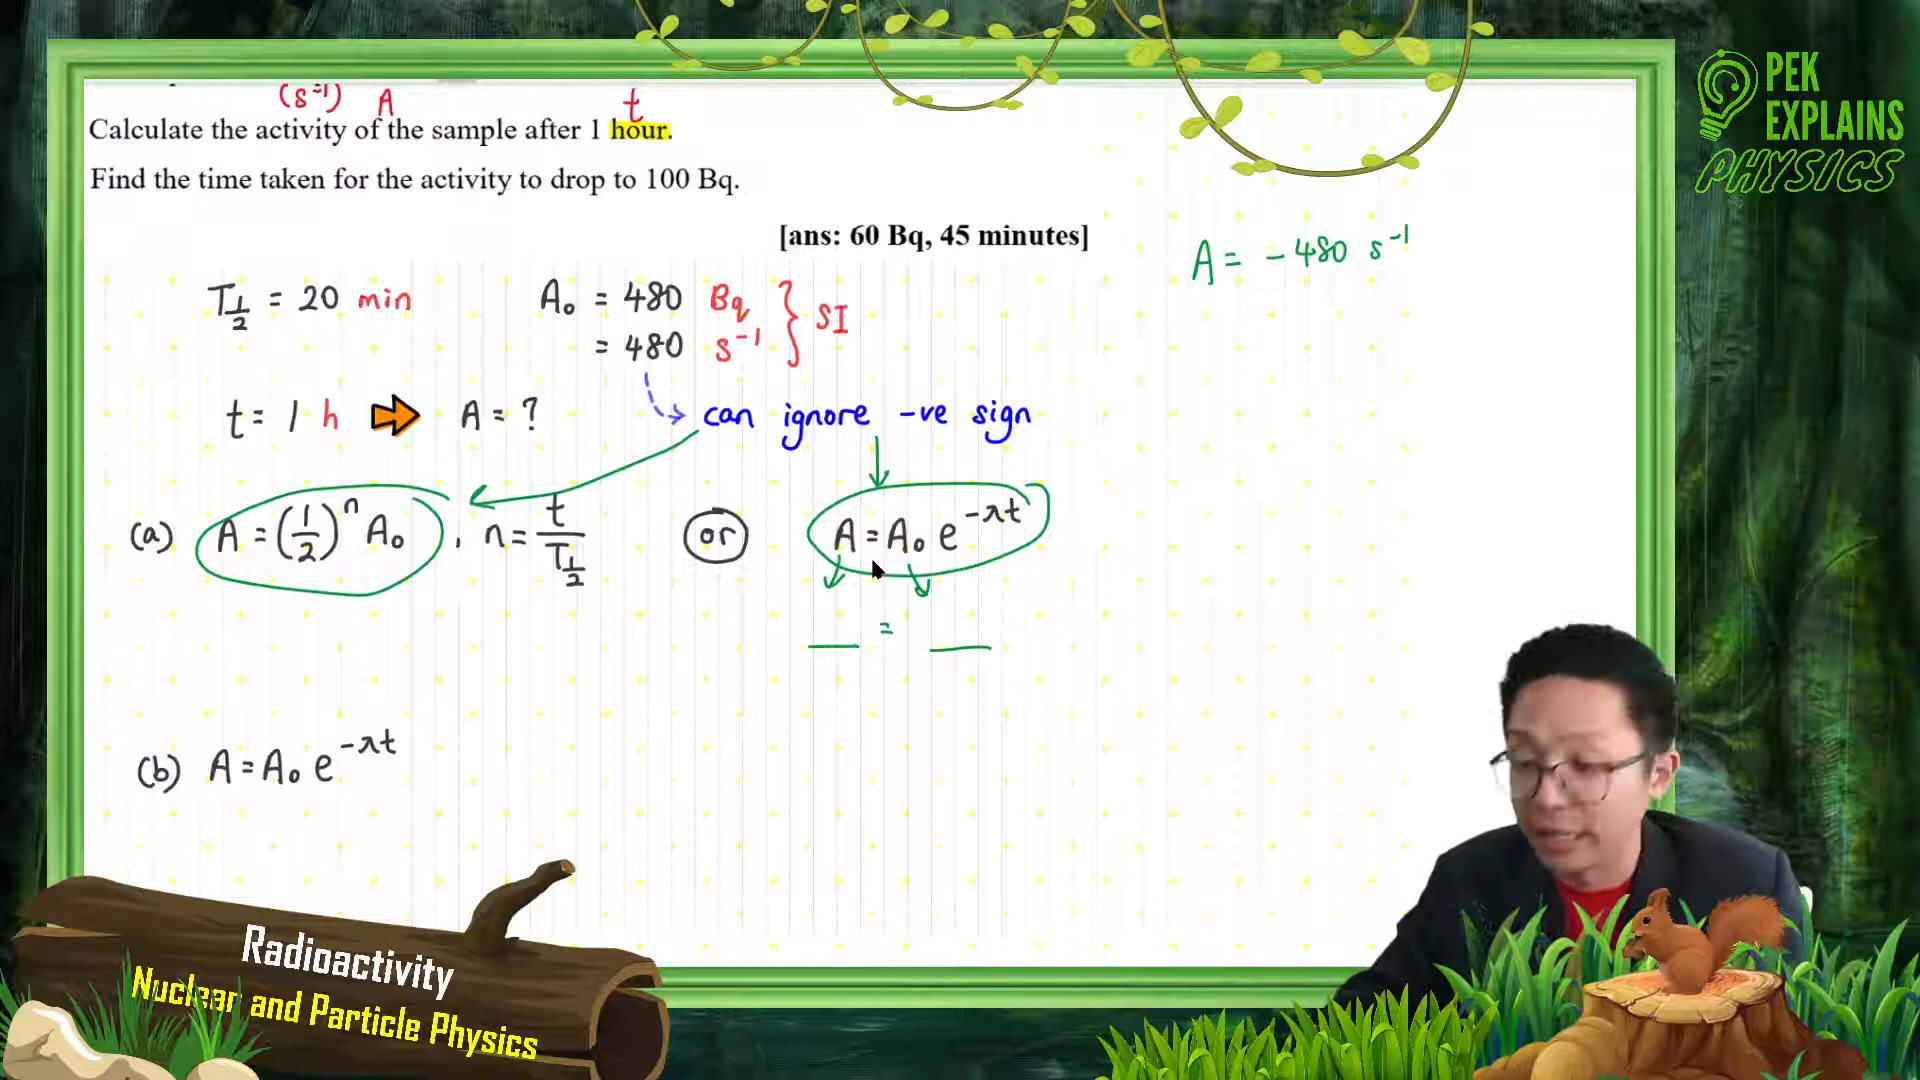 (s⁻¹) A t
Calculate the activity of the sample after 1 hour.
Find the time taken for the activity to drop to 100 Bq.
[ans: 60 Bq, 45 minutes]
A = - 480 s⁻¹
T½ = 20 min
A₀ = 480 Bq } SI
= 480 s⁻¹
t = 1 h A = ?
can ignore -ve sign
(a) A = (1/2)ⁿ A₀ , n = t / T½ or A = A₀ e^-λt
__ = __
(b) A = A₀ e^-λt
PEK
EXPLAINS
PHYSICS
Radioactivity
Nuclear and Particle Physics